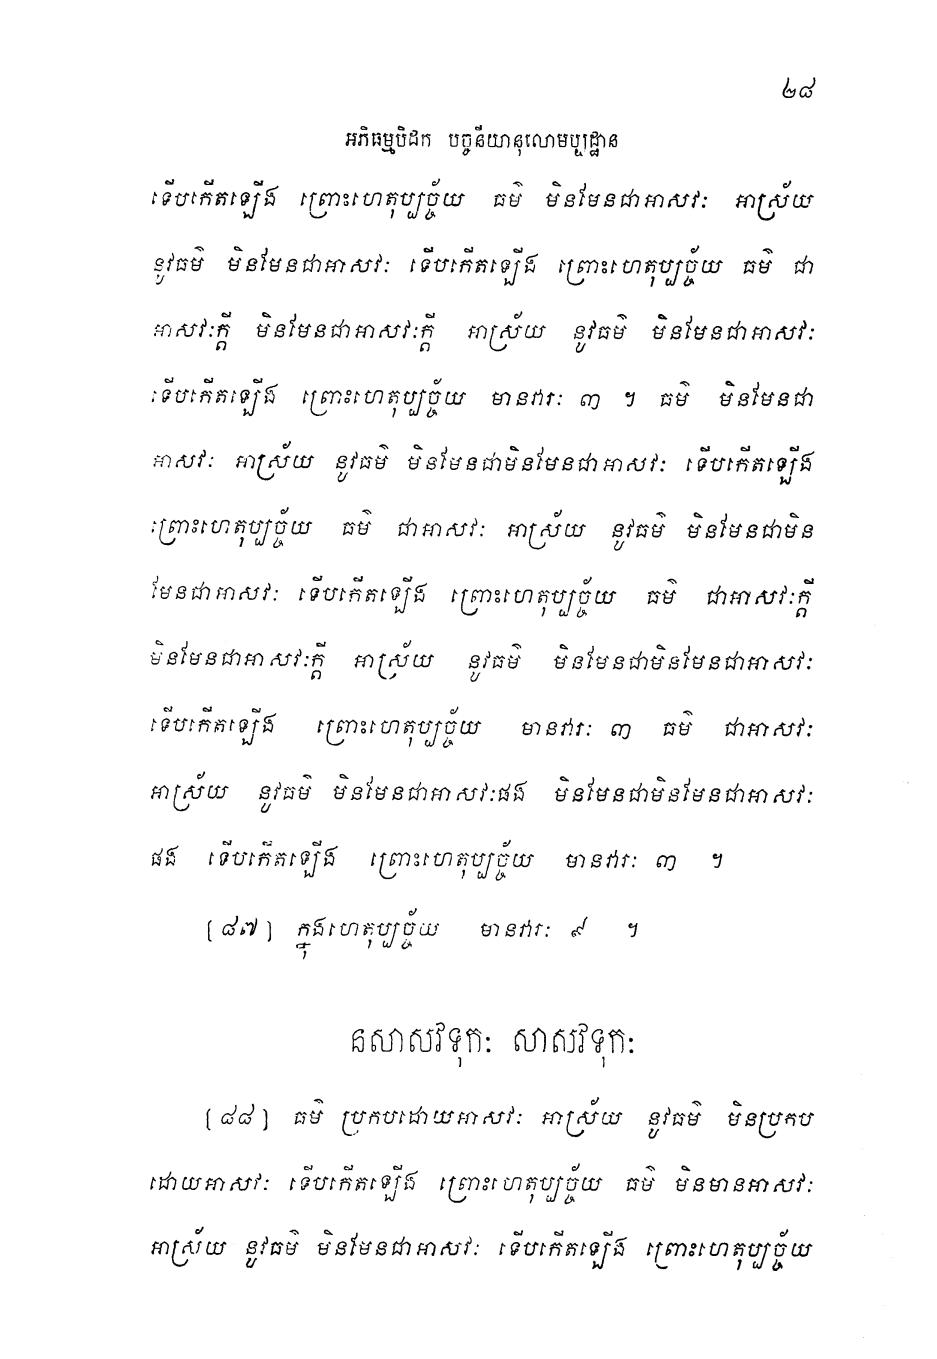 ២៨
អភិធម្មបិដក បច្ចនីយានុលោមប្បដ្ឋាន
ទើបកើតឡើង ព្រោះហេតុប្បច្ច័យ ធម៌ មិនមែនជាអាសវៈ អាស្រ័យ
នូវធម៌ មិនមែនជាអាសវៈ ទើបកើតឡើង ព្រោះហេតុប្បច្ច័យ ធម៌ ជា
អាសវៈក្តី មិនមែនជាអាសវៈក្តី អាស្រ័យ នូវធម៌ មិនមែនជាអាសវៈ
ទើបកើតឡើង ព្រោះហេតុប្បច្ច័យ មានវារៈ ៣ ។ ធម៌ មិនមែនជា
អាសវៈ អាស្រ័យ នូវធម៌ មិនមែនជាមិនមែនជាអាសវៈ ទើបកើតឡើង
ព្រោះហេតុប្បច្ច័យ ធម៌ ជាអាសវៈ អាស្រ័យ នូវធម៌ មិនមែនជាមិន
មែនជាអាសវៈ ទើបកើតឡើង ព្រោះហេតុប្បច្ច័យ ធម៌ ជាអាសវៈក្តី
មិនមែនជាអាសវៈក្តី អាស្រ័យ នូវធម៌ មិនមែនជាមិនមែនជាអាសវៈ
ទើបកើតឡើង ព្រោះហេតុប្បច្ច័យ មានវារៈ ៣ ធម៌ ជាអាសវៈ
អាស្រ័យ នូវធម៌ មិនមែនជាអាសវៈផង មិនមែនជាមិនមែនជាអាសវៈ
ផង ទើបកើតឡើង ព្រោះហេតុប្បច្ច័យ មានវារៈ ៣ ។
[៨៧] ក្នុងហេតុប្បច្ច័យ មានវារៈ ៩ ។
នសាសវទុកៈ សាសវទុកៈ
[៨៨] ធម៌ ប្រកបដោយអាសវៈ អាស្រ័យ នូវធម៌ មិនប្រកប
ដោយអាសវៈ ទើបកើតឡើង ព្រោះហេតុប្បច្ច័យ ធម៌ មិនមានអាសវៈ
អាស្រ័យ នូវធម៌ មិនមែនជាអាសវៈ ទើបកើតឡើង ព្រោះហេតុប្បច្ច័យ